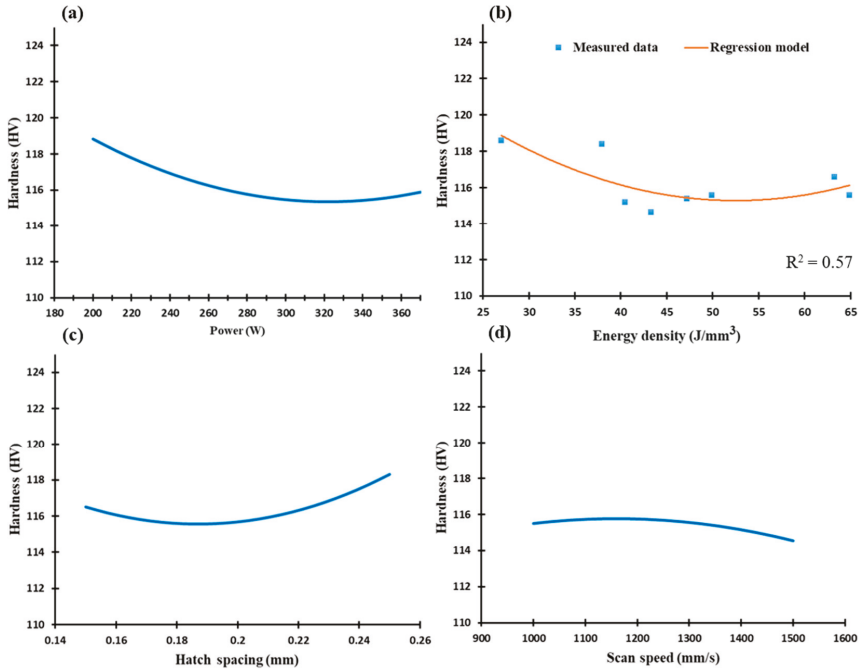 (a)
124
122
120
118
116
114
112
110
Hardness (HV)
180 200 220 240 260 280 300 320 340 360
Power (W)
(b)
Measured data Regression model
124
122
120
118
116
114
112
110
Hardness (HV)
R² = 0.57
25 30 35 40 45 50 55 60 65
Energy density (J/mm³)
(c)
124
122
120
118
116
114
112
110
Hardness (HV)
0.14 0.16 0.18 0.2 0.22 0.24 0.26
Hatch spacing (mm)
(d)
124
122
120
118
116
114
112
110
Hardness (HV)
900 1000 1100 1200 1300 1400 1500 1600
Scan speed (mm/s)